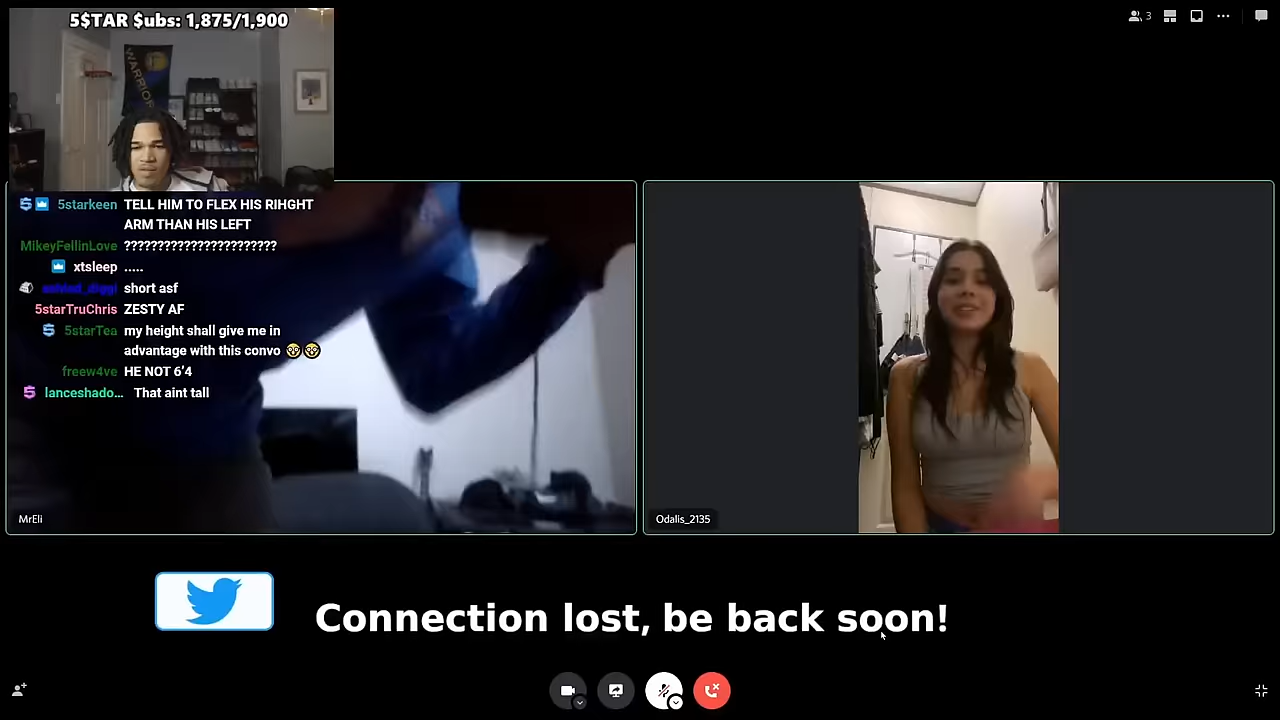 5$TAR $ubs: 1,875/1,900
3
WARRIOR
5starkeen TELL HIM TO FLEX HIS RIHGHT
ARM THAN HIS LEFT
MikeyFellinLove ???????????????????????
xtsleep .....
short asf
5starTruChris ZESTY AF
5starTea my height shall give me in
advantage with this convo
freew4ve HE NOT 6'4
lanceshado... That aint tall
MrEli
Odalis_2135
Connection lost, be back soon!